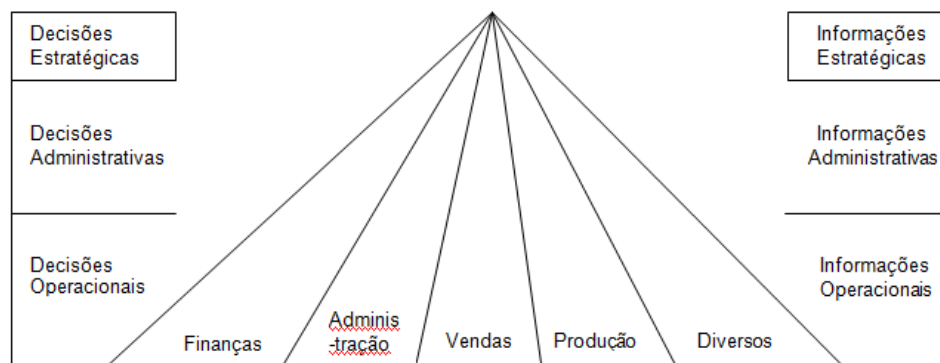 Decisões
Estratégicas
Informações
Estratégicas
Decisões
Administrativas
Informações
Administrativas
Decisões
Operacionais
Informações
Operacionais
Finanças
Adminis
-tração
Vendas
Produção
Diversos